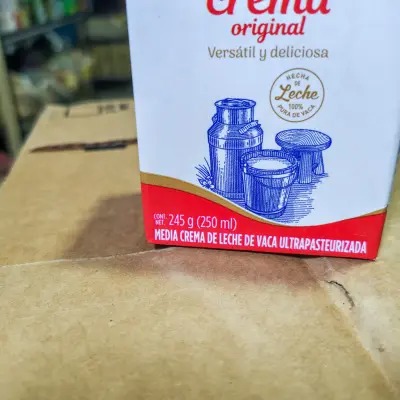 crema
original
Versátil y deliciosa
HECHA
DE
Leche
100%
PURA DE VACA
CONT.
NET. 245 g (250 ml)
MEDIA CREMA DE LECHE DE VACA ULTRAPASTEURIZADA